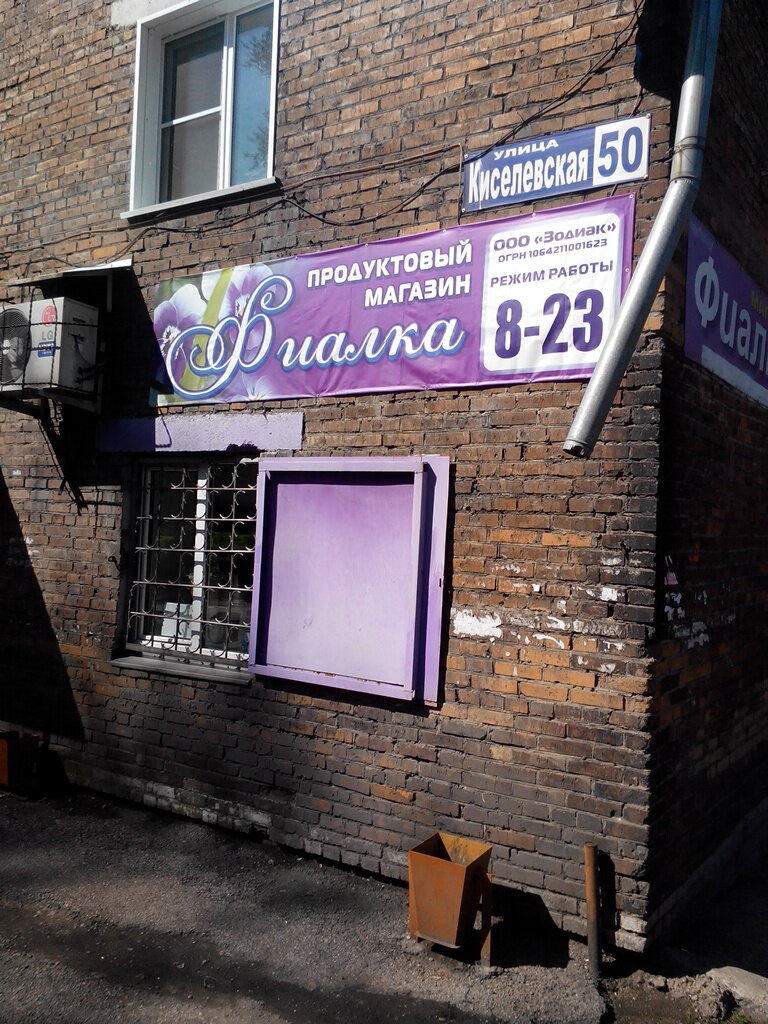 УЛИЦА
Киселевская 50
ПРОДУКТОВЫЙ
МАГАЗИН
Фиалка
ООО «Зодиак»
ОГРН 1064211001623
РЕЖИМ РАБОТЫ
8-23
LG
Фиал